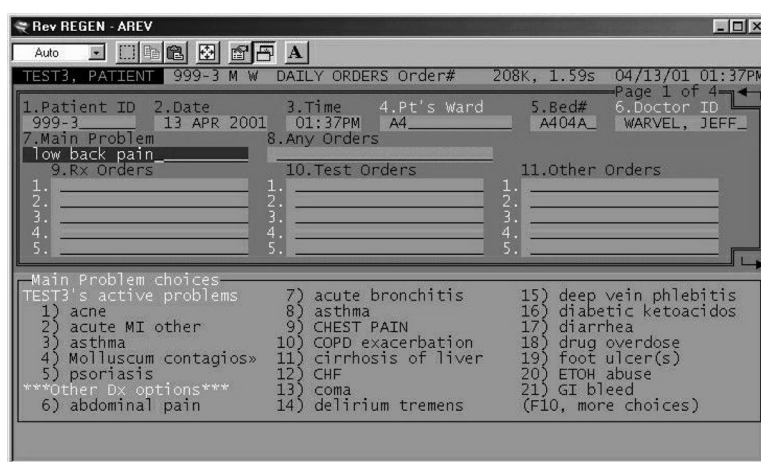 Rev REGEN - AREV
Auto A
TEST3, PATIENT 999-3 M W DAILY ORDERS Order# 208K, 1.59s 04/13/01 01:37PM
Page 1 of 4
1.Patient ID 2.Date 3.Time 4.Pt's Ward 5.Bed# 6.Doctor ID
999-3 13 APR 2001 01:37PM A4 A404A WARVEL, JEFF
7.Main Problem 8.Any Orders
low back pain
9.Rx Orders 10.Test Orders 11.Other Orders
1. 1. 1.
2. 2. 2.
3. 3. 3.
4. 4. 4.
5. 5. 5.
Main Problem choices
TEST3's active problems 7) acute bronchitis 15) deep vein phlebitis
1) acne 8) asthma 16) diabetic ketoacidos
2) acute MI other 9) CHEST PAIN 17) diarrhea
3) asthma 10) COPD exacerbation 18) drug overdose
4) Molluscum contagios» 11) cirrhosis of liver 19) foot ulcer(s)
5) psoriasis 12) CHF 20) ETOH abuse
***Other Dx options*** 13) coma 21) GI bleed
6) abdominal pain 14) delirium tremens (F10, more choices)